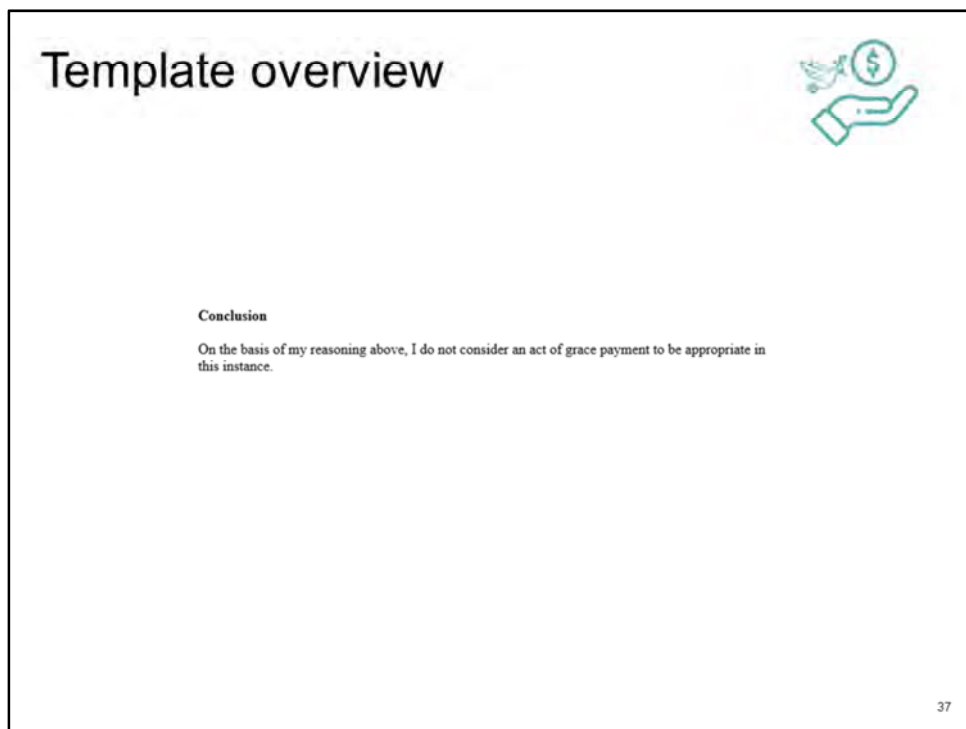 Template overview
$
Conclusion
On the basis of my reasoning above, I do not consider an act of grace payment to be appropriate in
this instance.
37